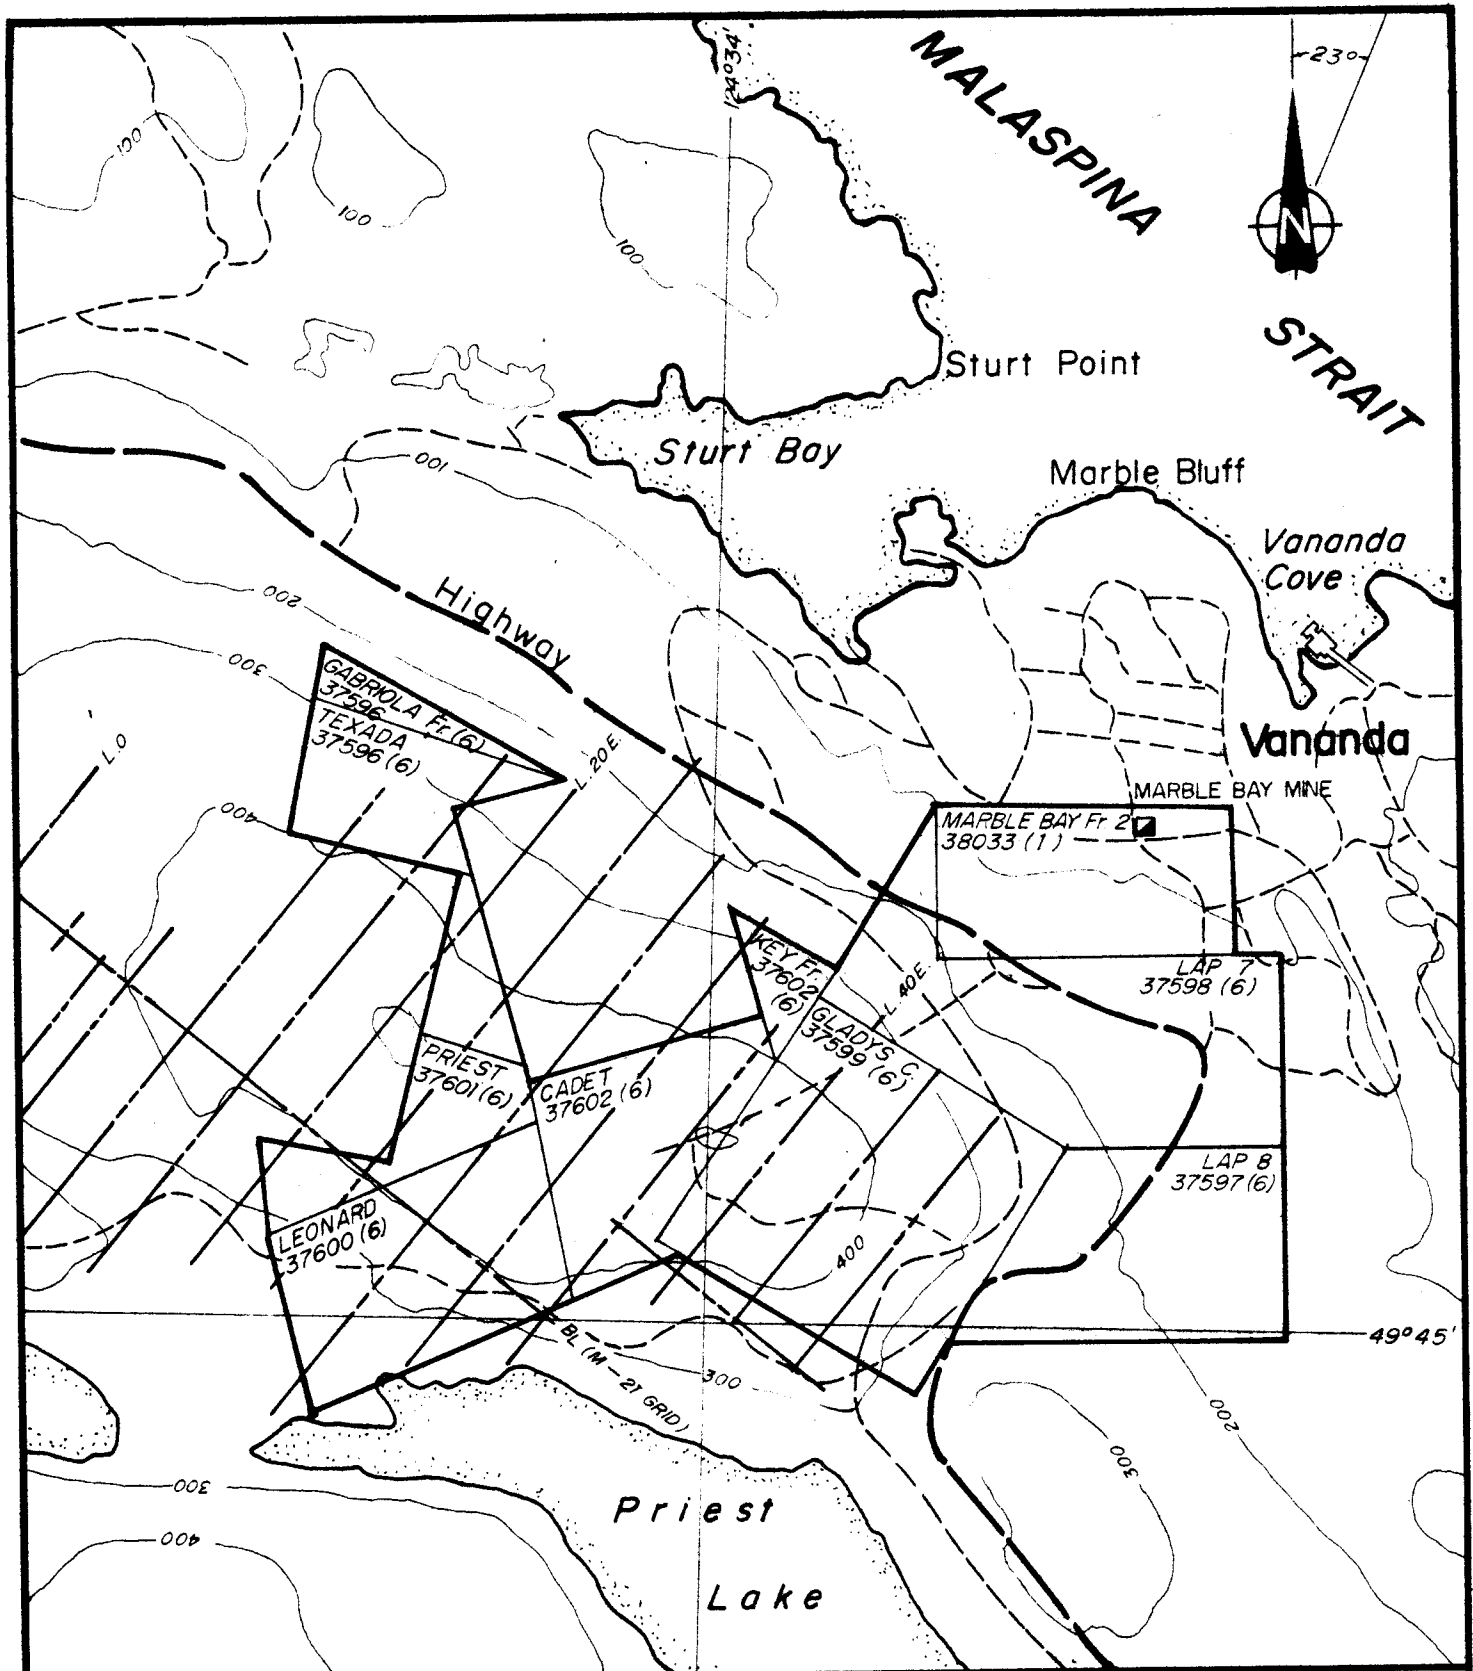 124°34'
MALASPINA
STRAIT
23°
N
100
100
100
Sturt Point
Sturt Bay
100
Marble Bluff
Vananda
Cove
200
Highway
300
GABRIOLA Fr.(6)
37596
TEXADA
37596 (6)
L.0
L. 20 E.
Vananda
MARBLE BAY MINE
400
MARBLE BAY Fr 2
38033 (1)
KEY Fr.
37602
(6)
L. 40 E.
LAP 7
37598 (6)
GLADYS C.
37599 (6)
PRIEST
37601 (6)
CADET
37602 (6)
LAP 8
37597 (6)
LEONARD
37600 (6)
400
49°45'
BL (M-21 GRID)
300
200
300
300
400
Priest
Lake